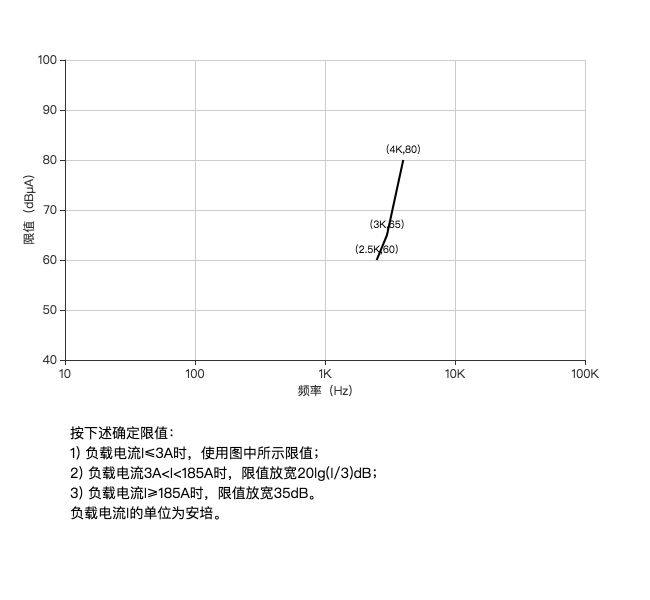 100
90
(4K,80)
80
限值（dBμA）
70
(3K,65)
(2.5K,60)
60
50
40
10 100 1K 10K 100K
频率（Hz）
按下述确定限值：
1) 负载电流I≤3A时，使用图中所示限值；
2) 负载电流3A<I<185A时，限值放宽20lg(I/3)dB；
3) 负载电流I≥185A时，限值放宽35dB。
负载电流I的单位为安培。